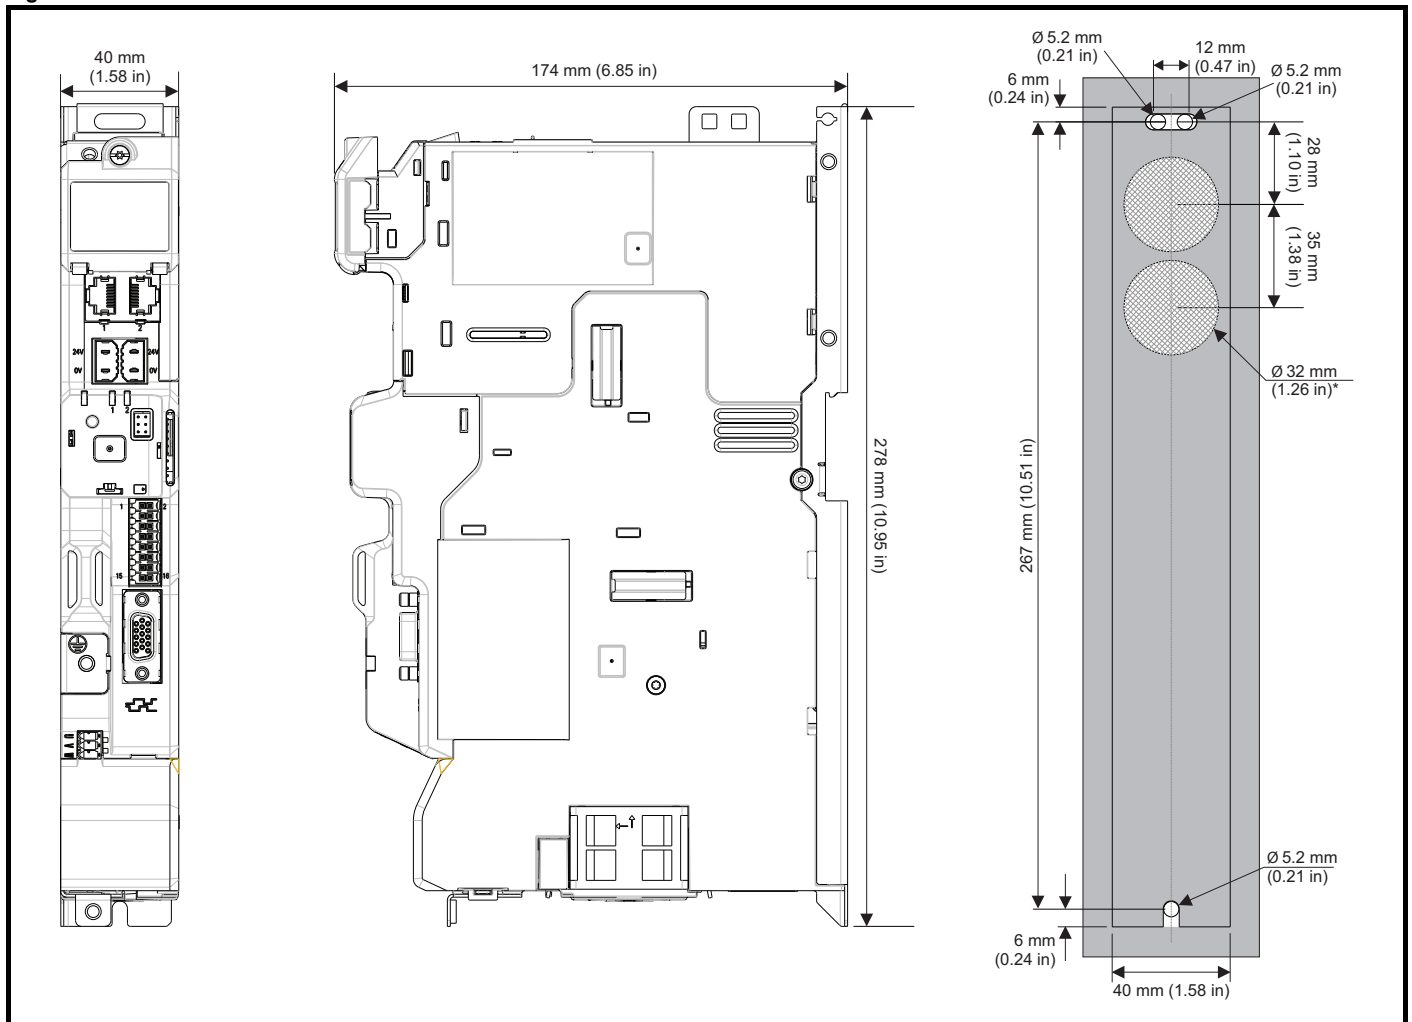 40 mm
(1.58 in)
174 mm (6.85 in)
278 mm (10.95 in)
1 2
24V 24V
0V 0V
1 2
1 2
15 16
Ø 5.2 mm
(0.21 in)
12 mm
(0.47 in)
Ø 5.2 mm
(0.21 in)
6 mm
(0.24 in)
28 mm
(1.10 in)
35 mm
(1.38 in)
Ø 32 mm
(1.26 in)*
267 mm (10.51 in)
Ø 5.2 mm
(0.21 in)
6 mm
(0.24 in)
40 mm (1.58 in)